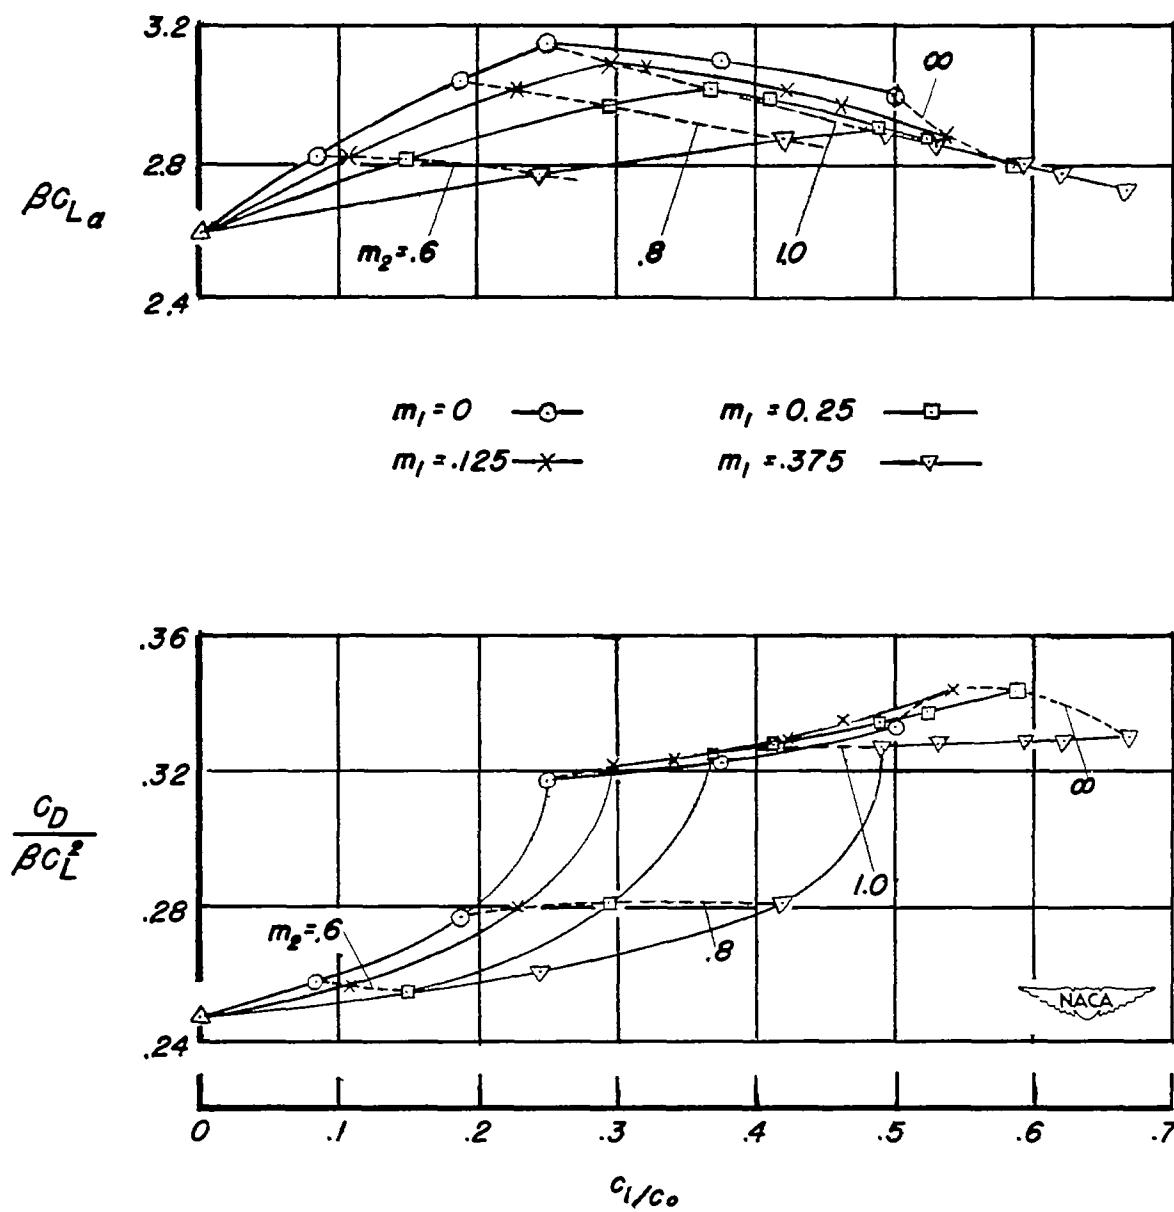 3.2
∞
2.8
βC_Lα
m₂=.6
.8
1.0
2.4
m₁=0
m₁=0.25
m₁=.125
m₁=.375
.36
.32
∞
C_D
βC_L²
1.0
.28
m₂=.6
.8
NACA
.24
0 .1 .2 .3 .4 .5 .6 .7
c₁/c₀